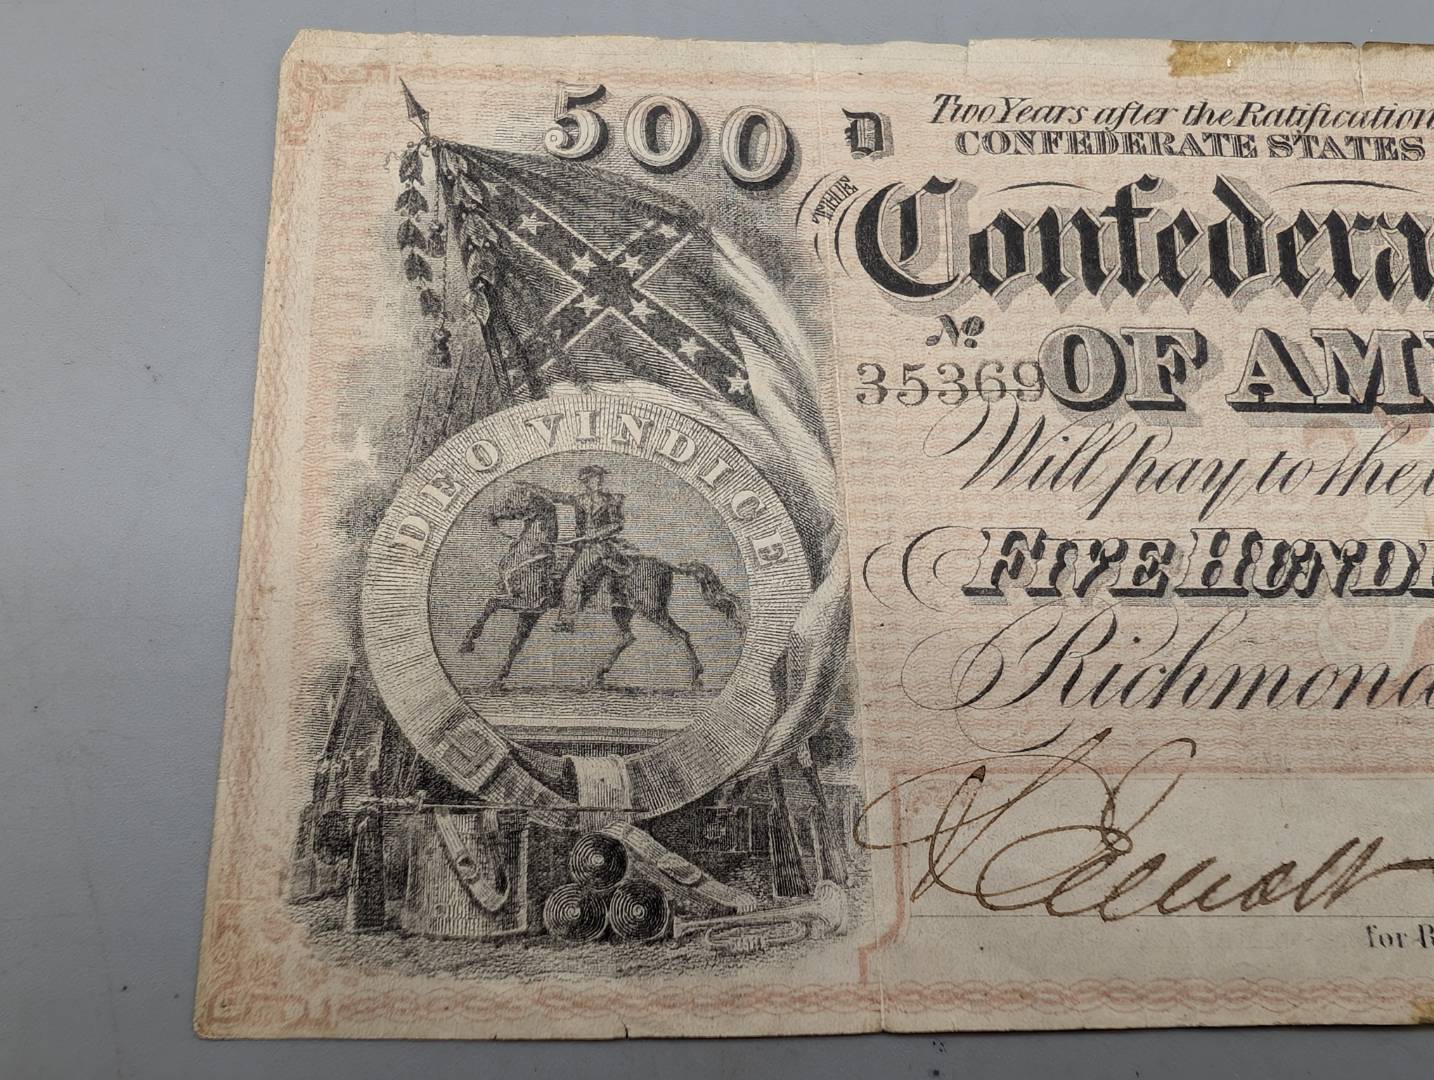 500 D
Two Years after the Ratification
CONFEDERATE STATES
THE
Confedera
No.
35369
OF AM
Will pay to the
FIVE HUND
Richmond
DEO VINDICE
for